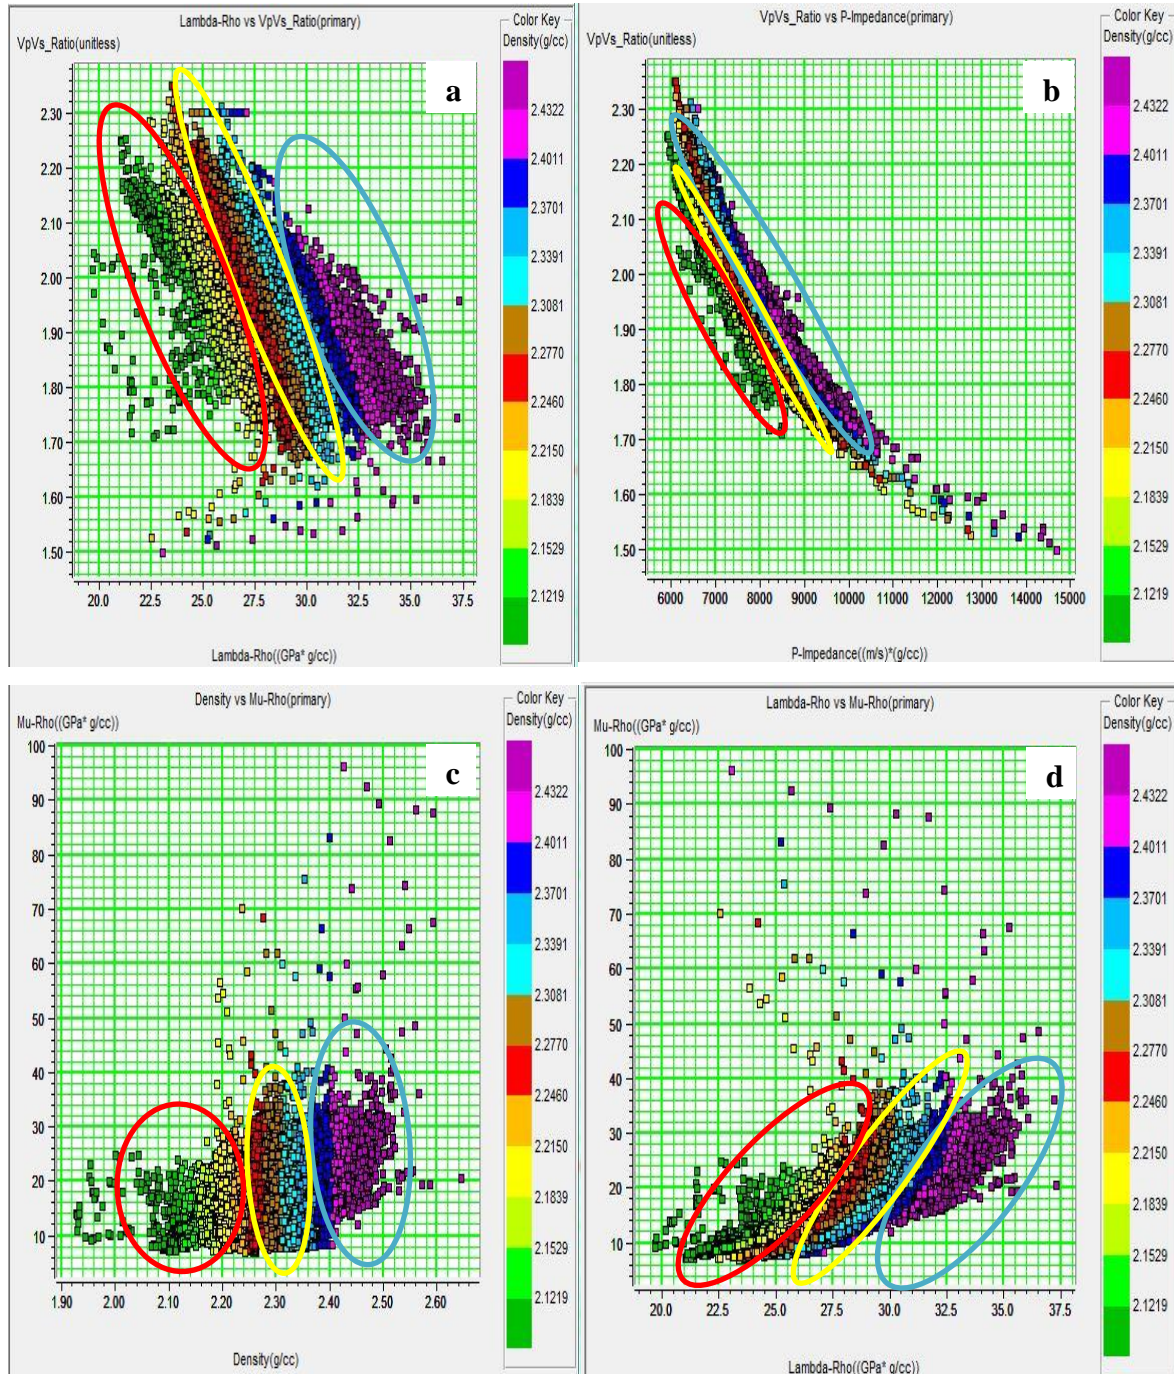 Lambda-Rho vs VpVs_Ratio(primary)
Color Key
VpVs_Ratio(unitless)
Density(g/cc)
a
2.30
2.20
2.10
2.00
1.90
1.80
1.70
1.60
1.50
20.0 22.5 25.0 27.5 30.0 32.5 35.0 37.5
Lambda-Rho((GPa* g/cc))
2.4322
2.4011
2.3701
2.3391
2.3081
2.2770
2.2460
2.2150
2.1839
2.1529
2.1219
VpVs_Ratio vs P-Impedance(primary)
Color Key
VpVs_Ratio(unitless)
Density(g/cc)
b
2.30
2.20
2.10
2.00
1.90
1.80
1.70
1.60
1.50
6000 7000 8000 9000 10000 11000 12000 13000 14000 15000
P-Impedance((m/s)*(g/cc))
2.4322
2.4011
2.3701
2.3391
2.3081
2.2770
2.2460
2.2150
2.1839
2.1529
2.1219
Density vs Mu-Rho(primary)
Color Key
Mu-Rho((GPa* g/cc))
Density(g/cc)
c
100
90
80
70
60
50
40
30
20
10
1.90 2.00 2.10 2.20 2.30 2.40 2.50 2.60
Density(g/cc)
2.4322
2.4011
2.3701
2.3391
2.3081
2.2770
2.2460
2.2150
2.1839
2.1529
2.1219
Lambda-Rho vs Mu-Rho(primary)
Color Key
Mu-Rho((GPa* g/cc))
Density(g/cc)
d
100
90
80
70
60
50
40
30
20
10
20.0 22.5 25.0 27.5 30.0 32.5 35.0 37.5
Lambda-Rho((GPa* g/cc))
2.4322
2.4011
2.3701
2.3391
2.3081
2.2770
2.2460
2.2150
2.1839
2.1529
2.1219